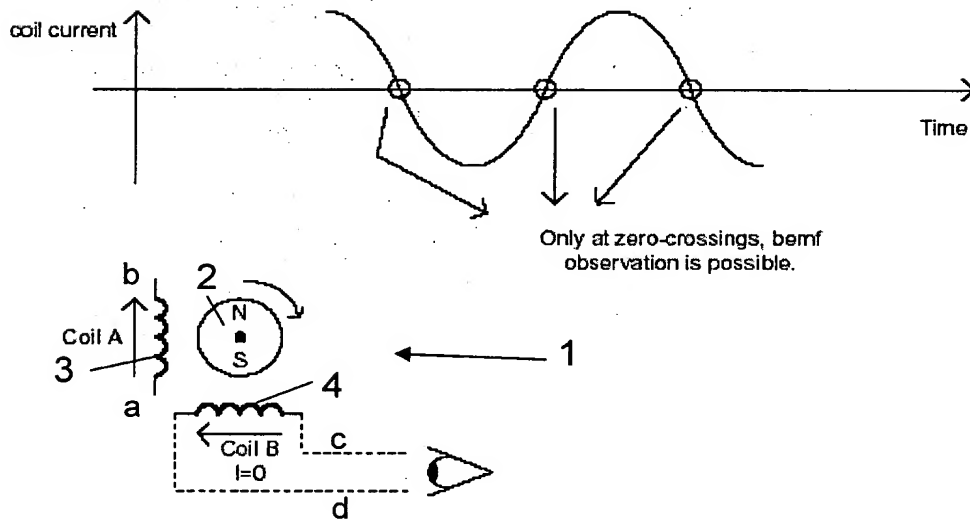 coil current
Time
Only at zero-crossings, bemf
observation is possible.
b
2
N
Coil A
S
1
3
4
a
Coil B
c
I=0
d